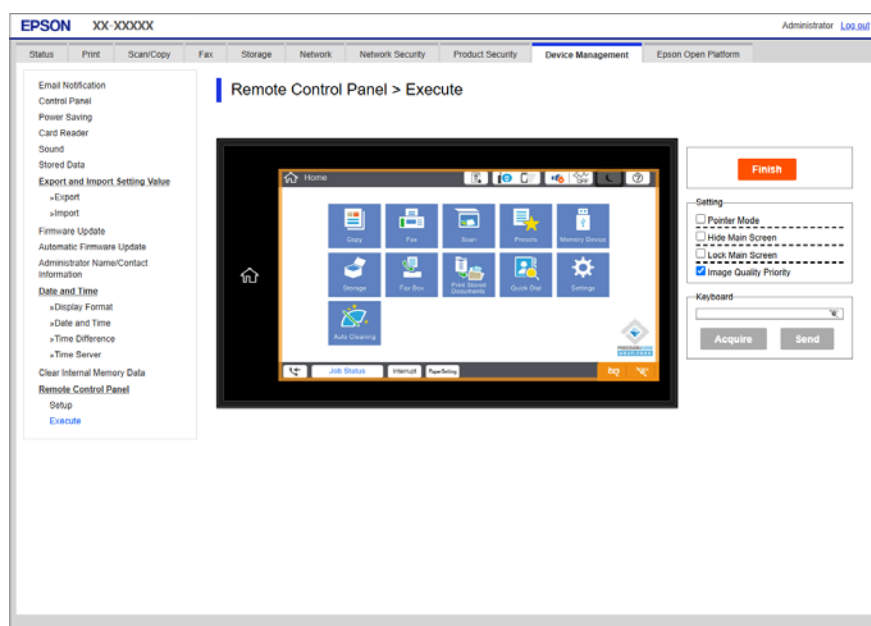 EPSON XX-XXXXX
Administrator Log out
Status Print Scan/Copy Fax Storage Network Network Security Product Security Device Management Epson Open Platform
Email Notification
Control Panel
Power Saving
Card Reader
Sound
Stored Data
Export and Import Setting Value
»Export
»Import
Firmware Update
Automatic Firmware Update
Administrator Name/Contact
Information
Date and Time
»Display Format
»Date and Time
»Time Difference
»Time Server
Clear Internal Memory Data
Remote Control Panel
Setup
Execute
Remote Control Panel > Execute
Home
OFF
Copy Fax Scan Presets Memory Device
Storage Fax Box Print Stored
Documents Quick Dial Settings
Auto Cleaning
Job Status Interrupt Paper Setting
Finish
Setting
Pointer Mode
Hide Main Screen
Lock Main Screen
Image Quality Priority
Keyboard
Acquire Send